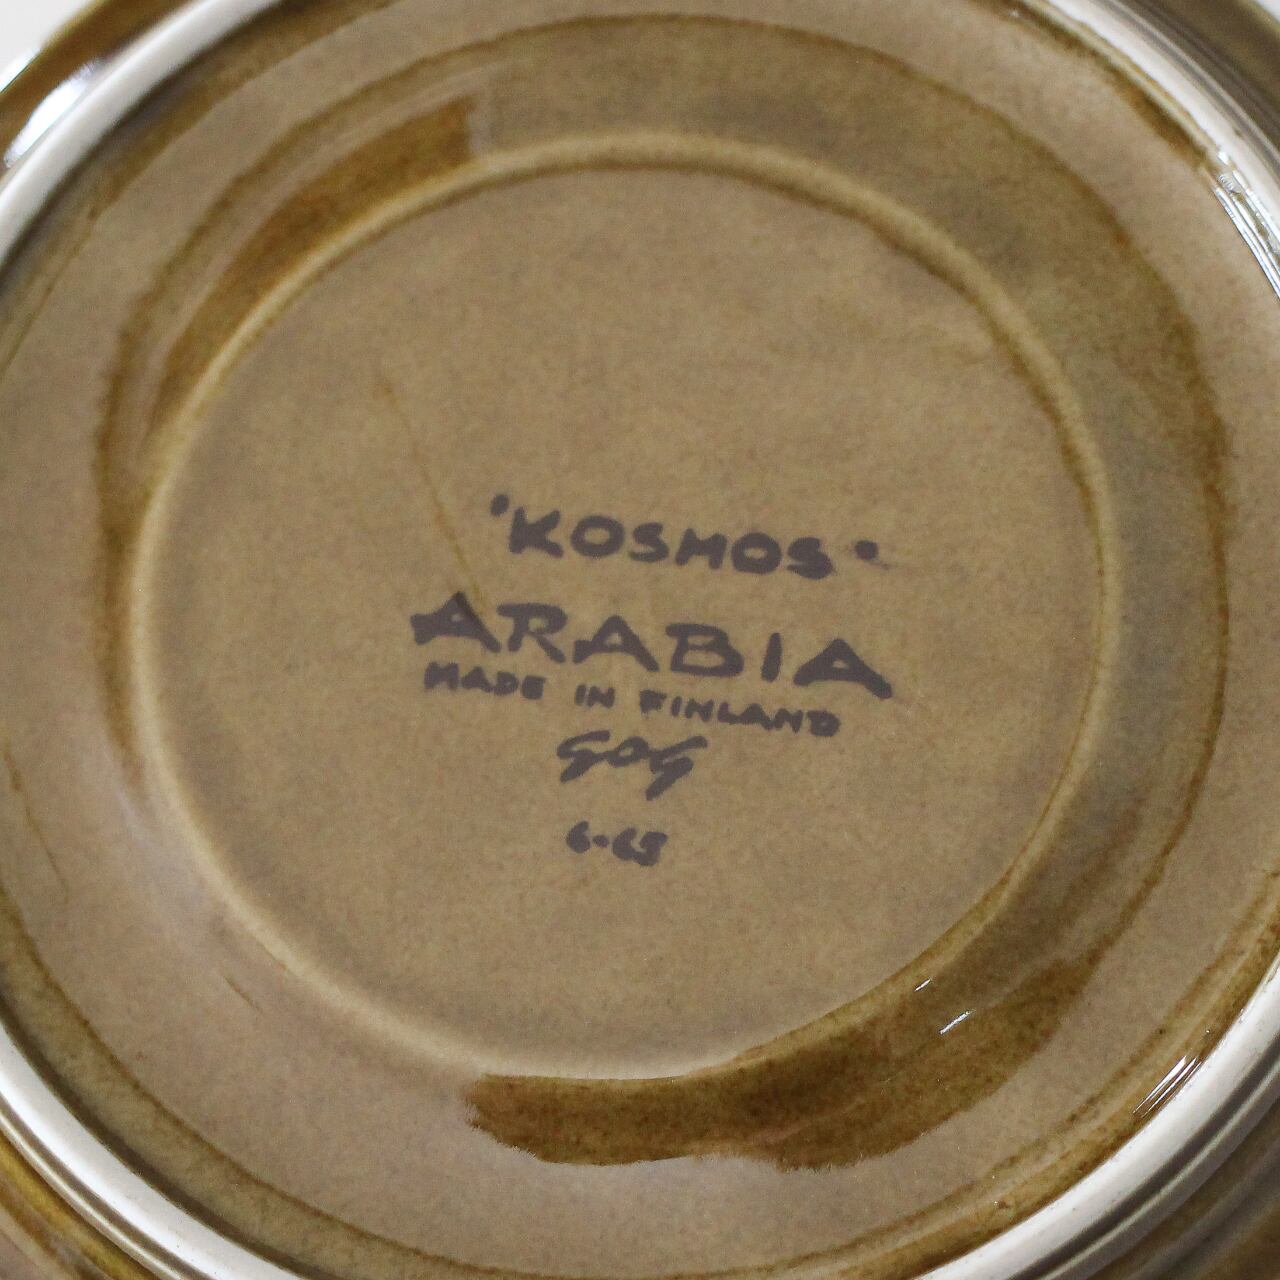 'KOSMOS'
ARABIA
MADE IN FINLAND
GOG
6-65